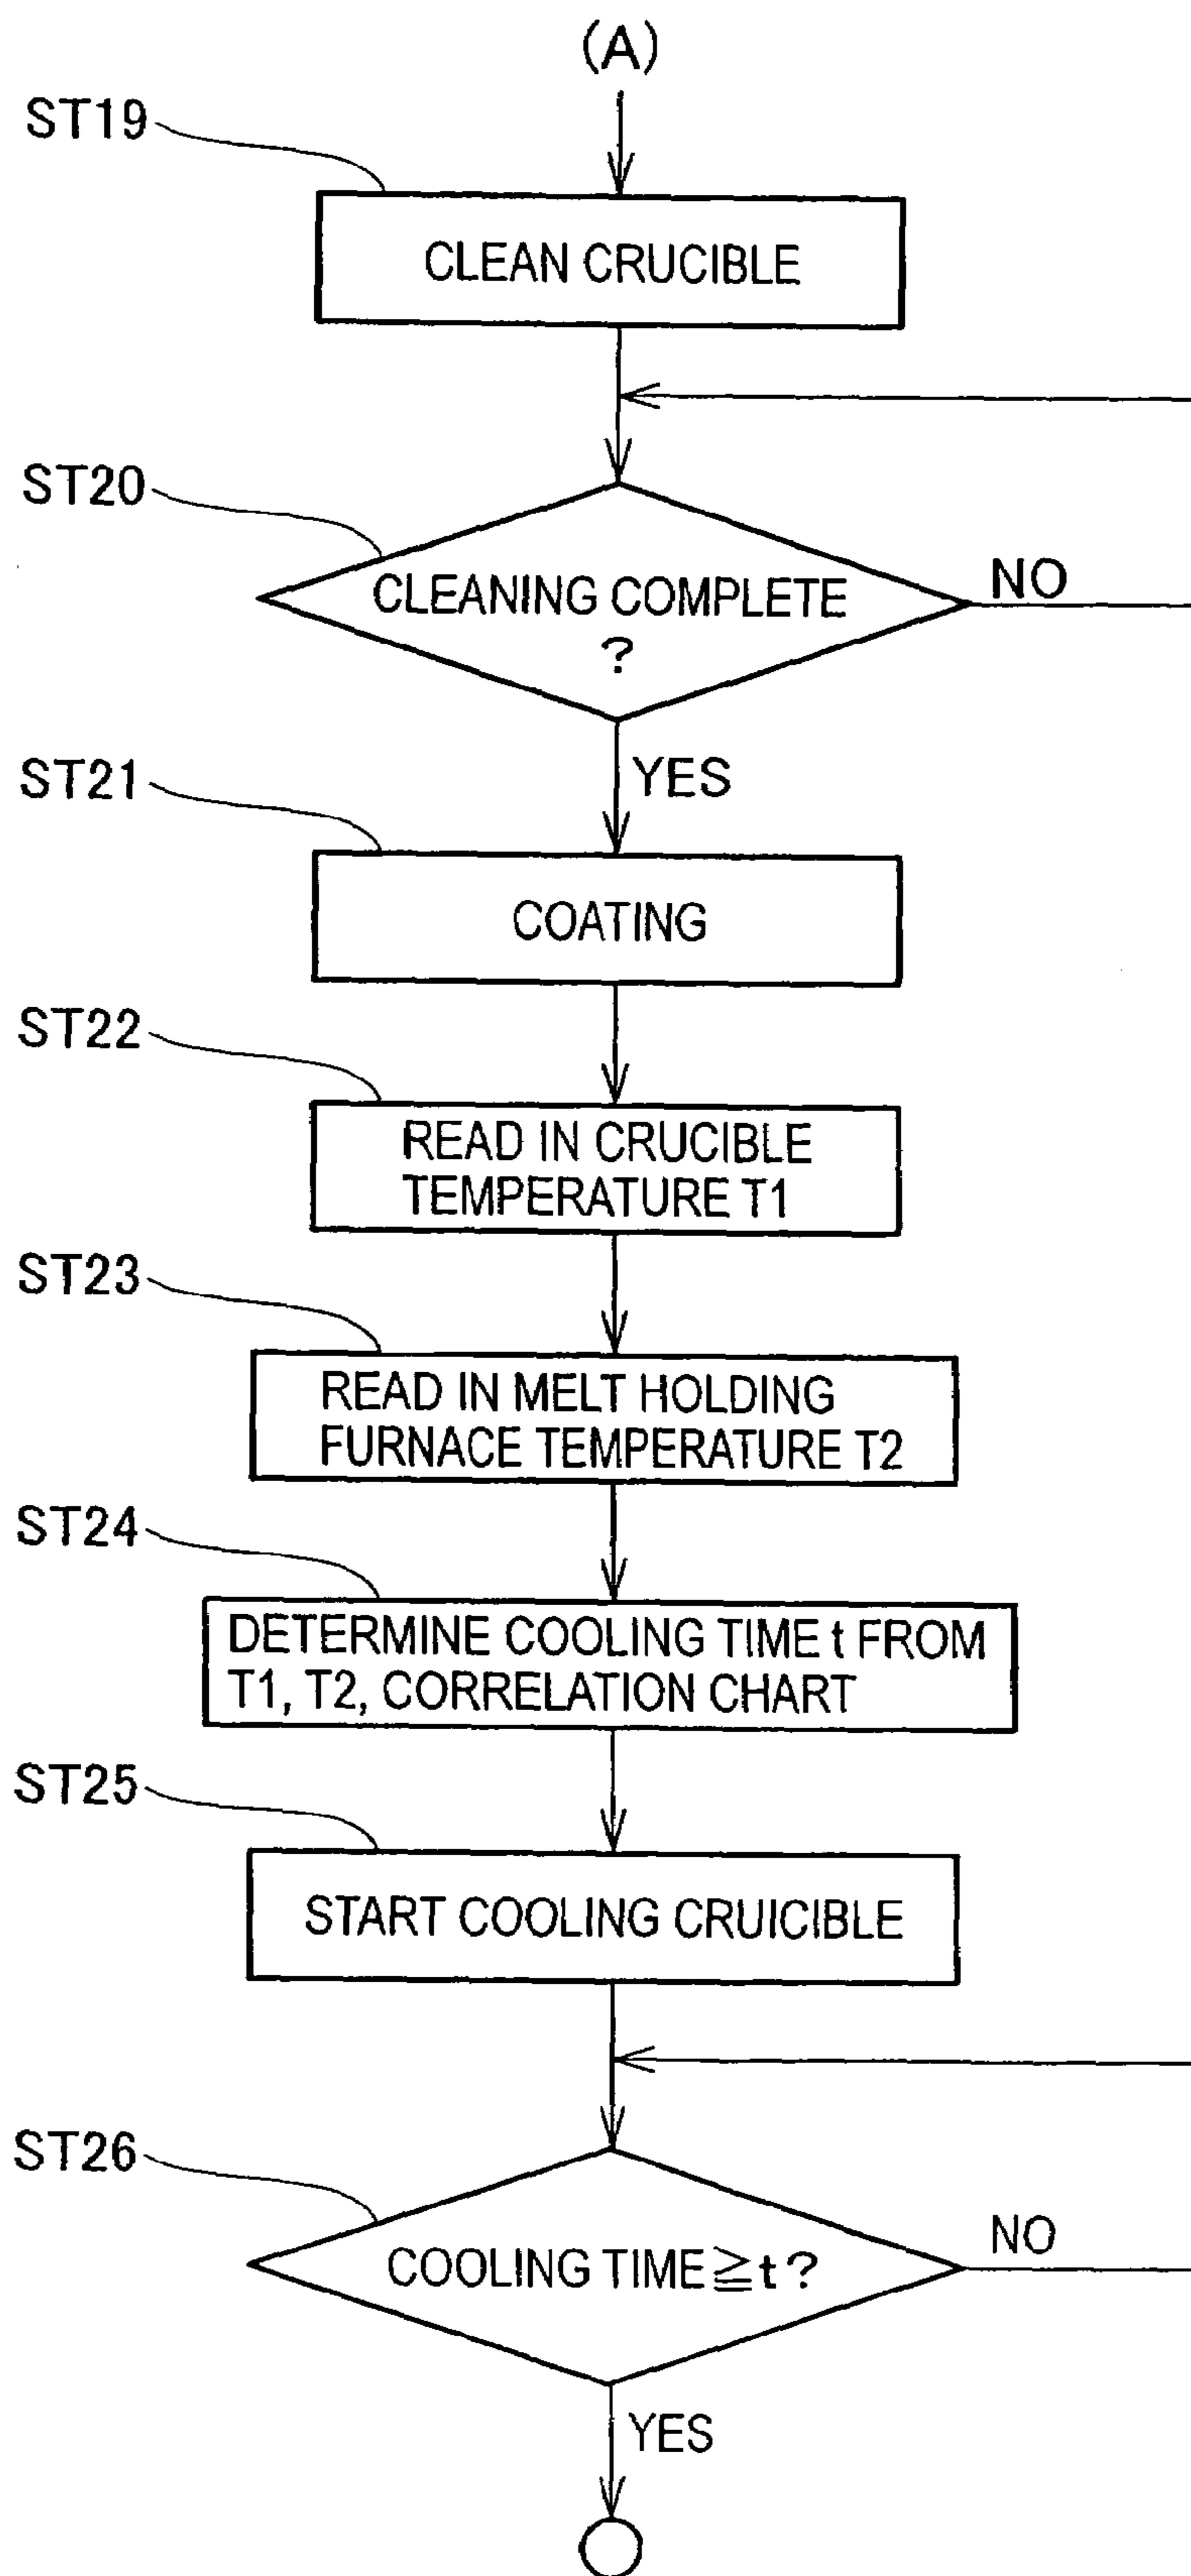 (A)
ST19
CLEAN CRUCIBLE
ST20
CLEANING COMPLETE
?
NO
YES
ST21
COATING
ST22
READ IN CRUCIBLE
TEMPERATURE T1
ST23
READ IN MELT HOLDING
FURNACE TEMPERATURE T2
ST24
DETERMINE COOLING TIME t FROM
T1, T2, CORRELATION CHART
ST25
START COOLING CRUICIBLE
ST26
COOLING TIME≧t?
NO
YES